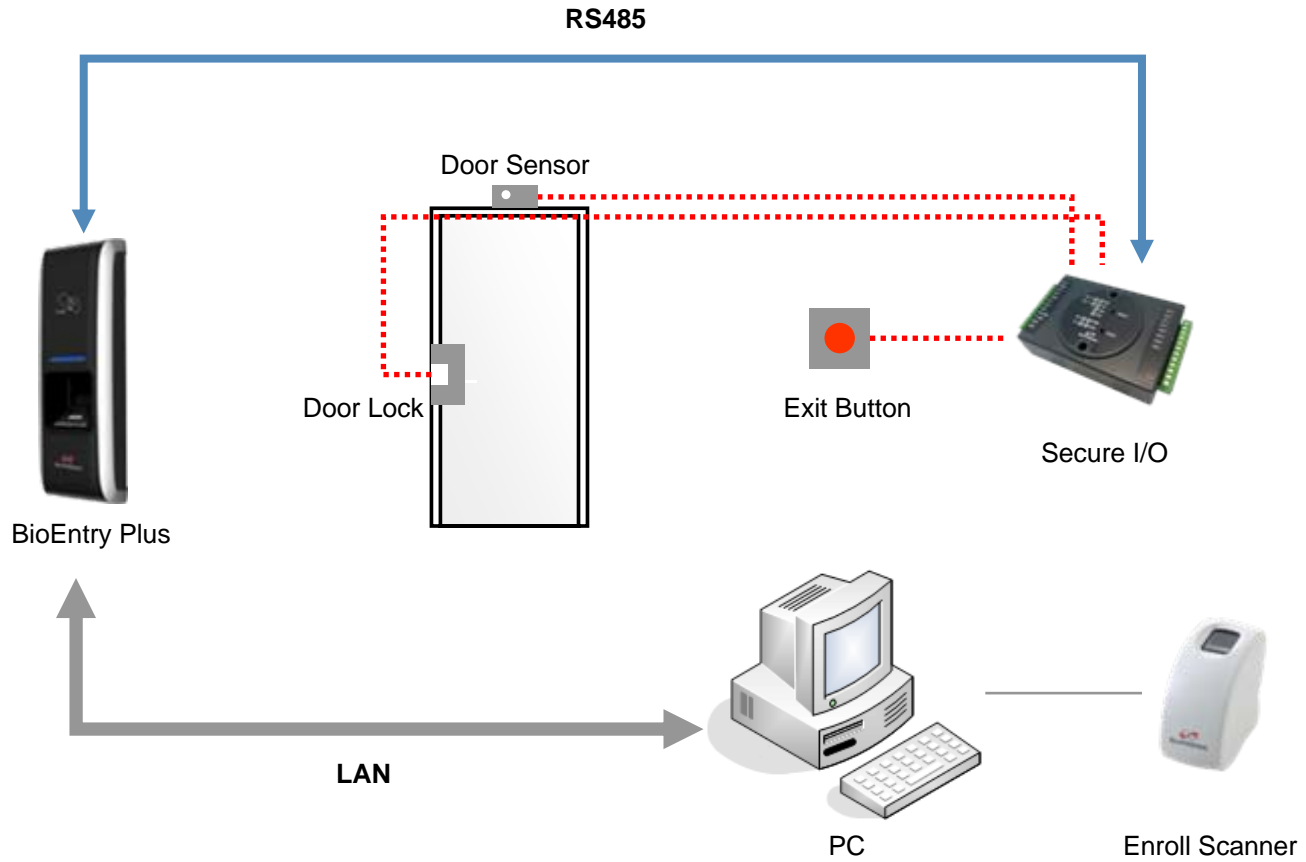 RS485
Door Sensor
Door Lock
Exit Button
Secure I/O
BioEntry Plus
LAN
PC
Enroll Scanner